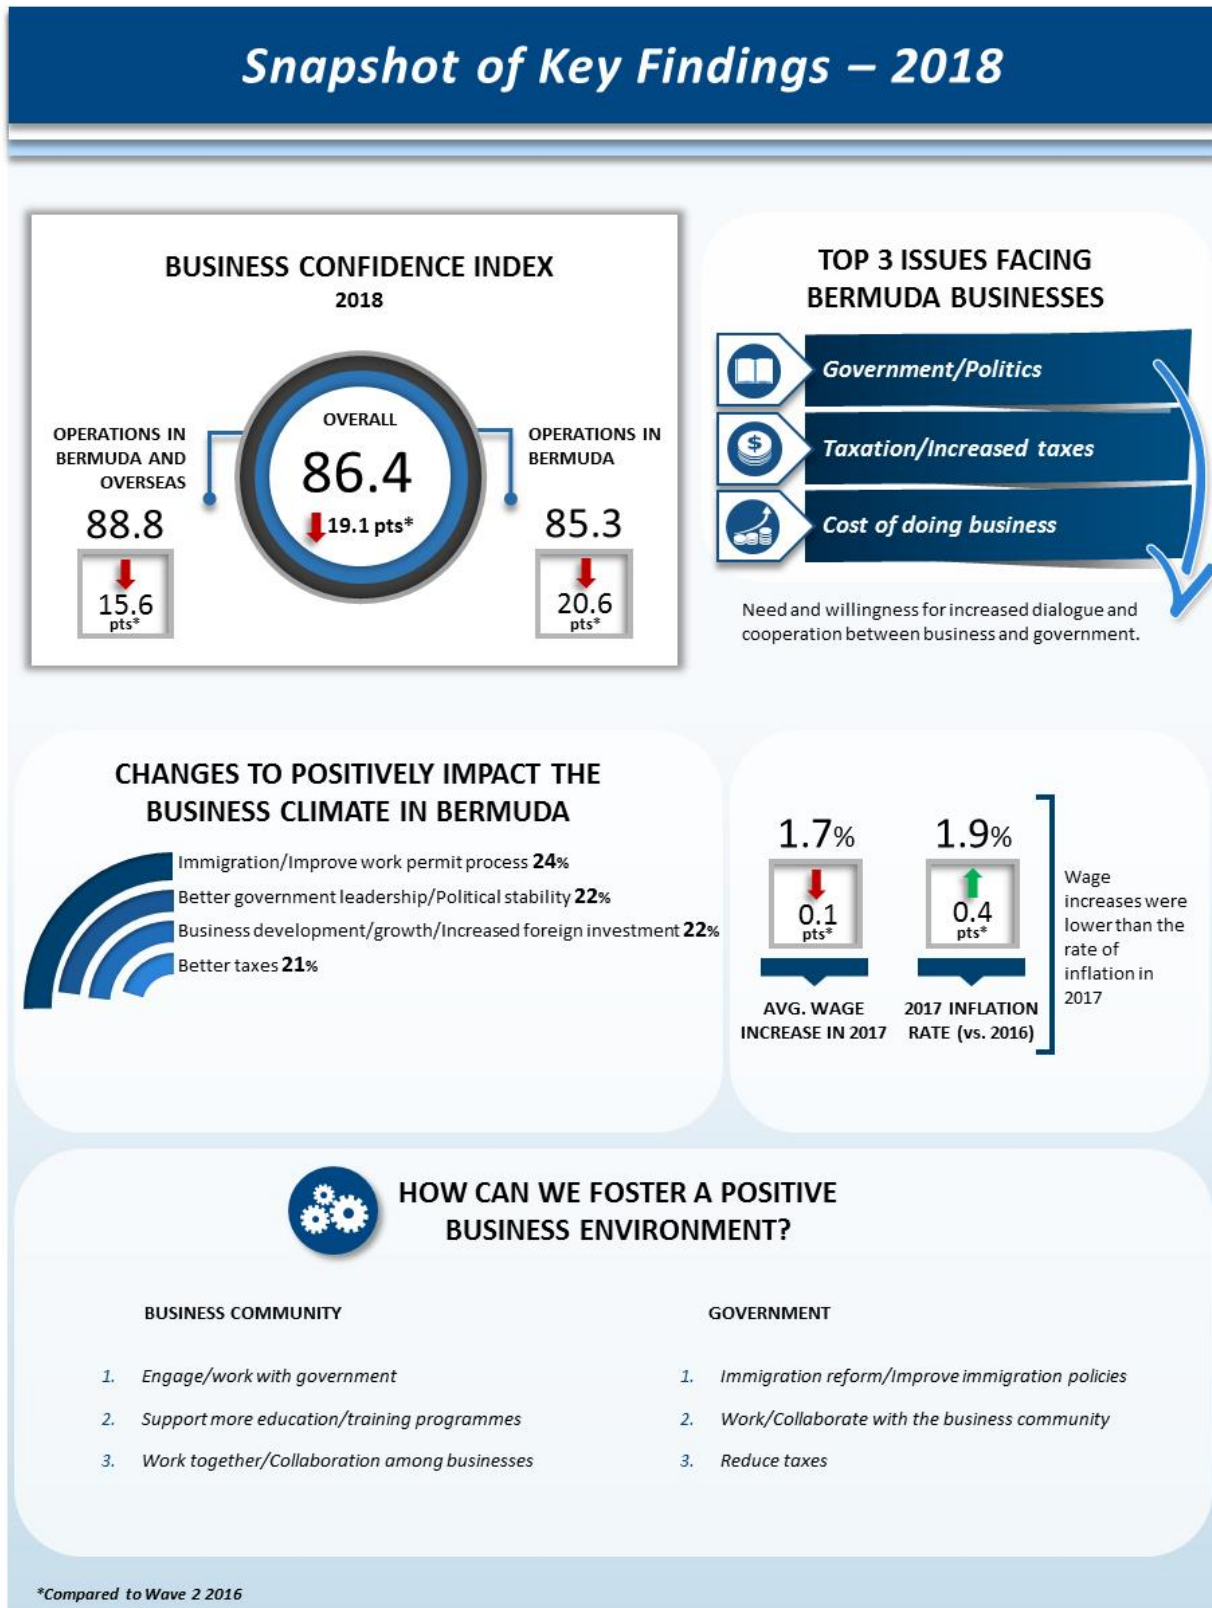 Snapshot of Key Findings – 2018
BUSINESS CONFIDENCE INDEX
2018
OPERATIONS IN
BERMUDA AND
OVERSEAS
88.8
15.6
pts*
OVERALL
86.4
19.1 pts*
OPERATIONS IN
BERMUDA
85.3
20.6
pts*
TOP 3 ISSUES FACING
BERMUDA BUSINESSES
Government/Politics
$
Taxation/Increased taxes
Cost of doing business
Need and willingness for increased dialogue and
cooperation between business and government.
CHANGES TO POSITIVELY IMPACT THE
BUSINESS CLIMATE IN BERMUDA
Immigration/Improve work permit process 24%
Better government leadership/Political stability 22%
Business development/growth/Increased foreign investment 22%
Better taxes 21%
1.7%
0.1
pts*
AVG. WAGE
INCREASE IN 2017
1.9%
0.4
pts*
2017 INFLATION
RATE (vs. 2016)
Wage
increases were
lower than the
rate of
inflation in
2017
HOW CAN WE FOSTER A POSITIVE
BUSINESS ENVIRONMENT?
BUSINESS COMMUNITY
1. Engage/work with government
2. Support more education/training programmes
3. Work together/Collaboration among businesses
GOVERNMENT
1. Immigration reform/Improve immigration policies
2. Work/Collaborate with the business community
3. Reduce taxes
*Compared to Wave 2 2016